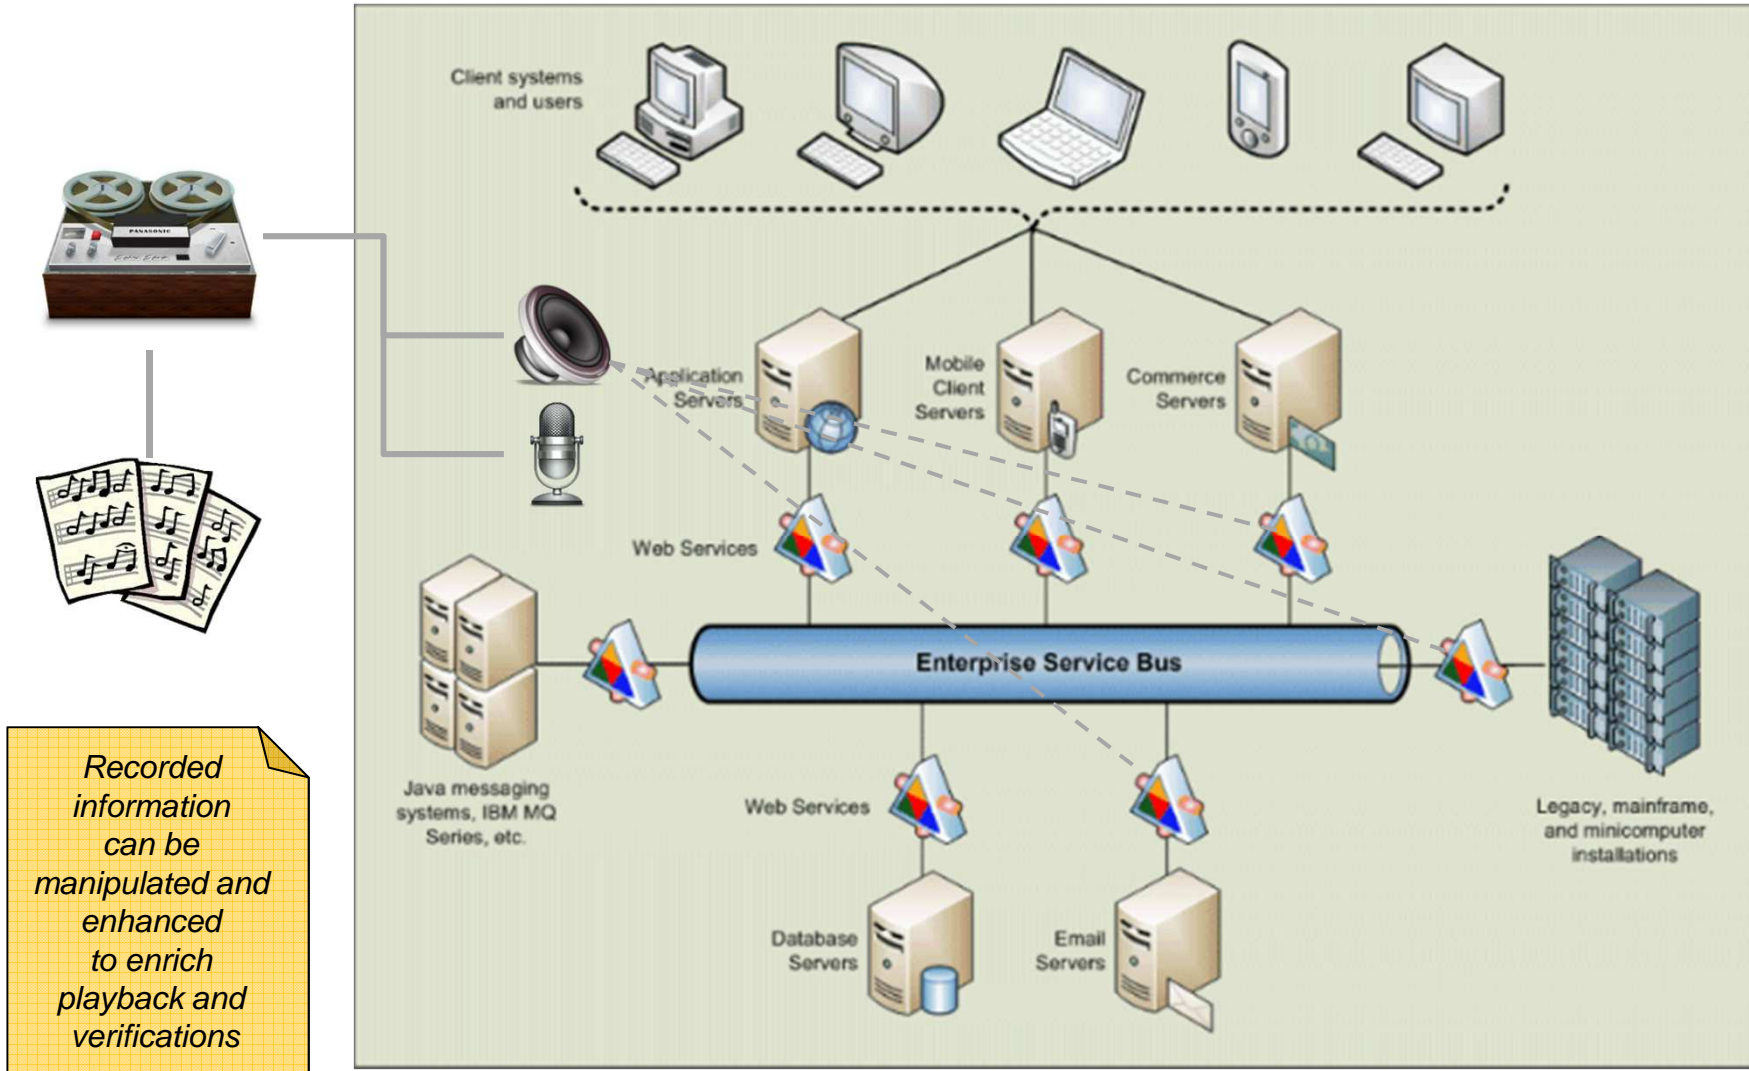 Client systems
and users
PANASONIC
Application
Servers
Mobile
Client
Servers
Commerce
Servers
Web Services
Enterprise Service Bus
Java messaging
systems, IBM MQ
Series, etc.
Web Services
Legacy, mainframe,
and minicomputer
installations
Database
Servers
Email
Servers
Recorded
information
can be
manipulated and
enhanced
to enrich
playback and
verifications